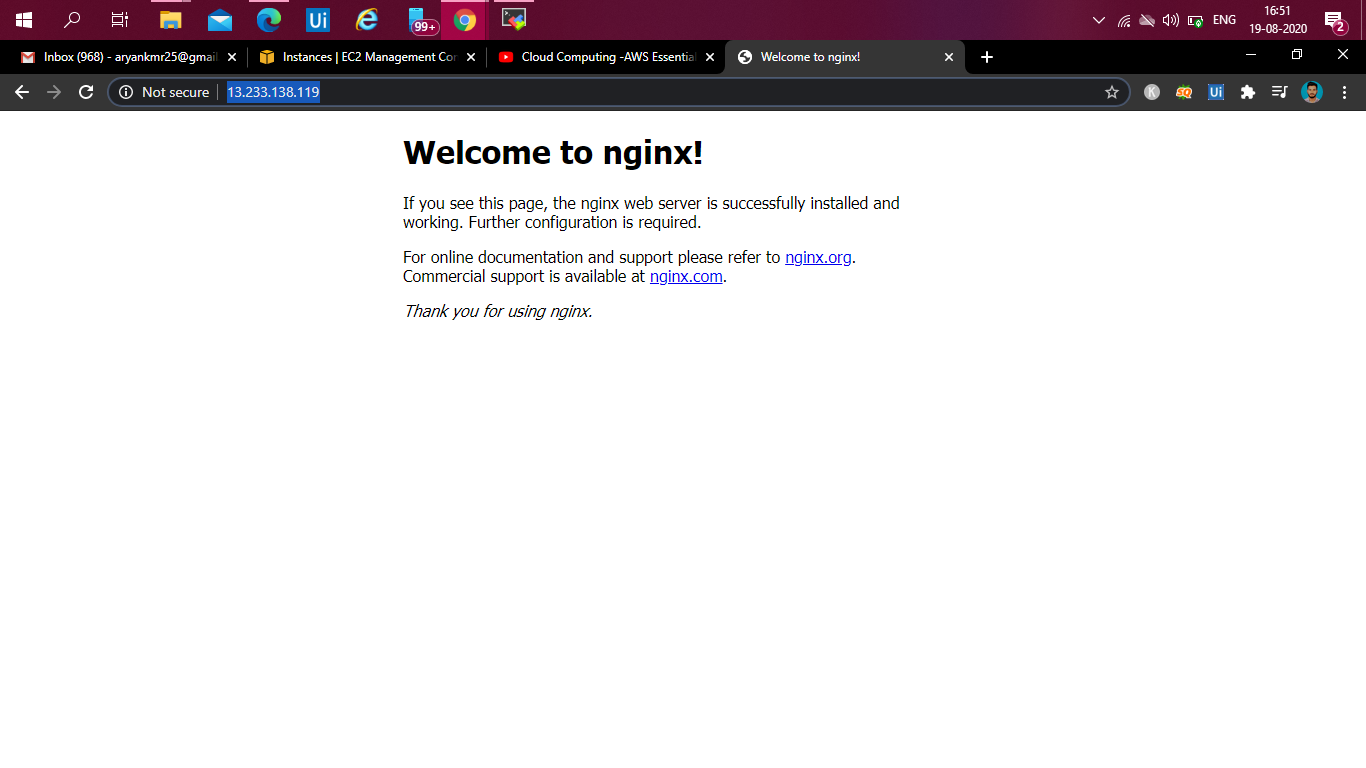 Ui
99+
ENG
16:51
19-08-2020
2
Inbox (968) - aryankmr25@gmail
Instances | EC2 Management Cor
Cloud Computing -AWS Essential
Welcome to nginx!
Not secure
13.233.138.119
K
SQ
Ui
Welcome to nginx!
If you see this page, the nginx web server is successfully installed and
working. Further configuration is required.
For online documentation and support please refer to nginx.org.
Commercial support is available at nginx.com.
Thank you for using nginx.